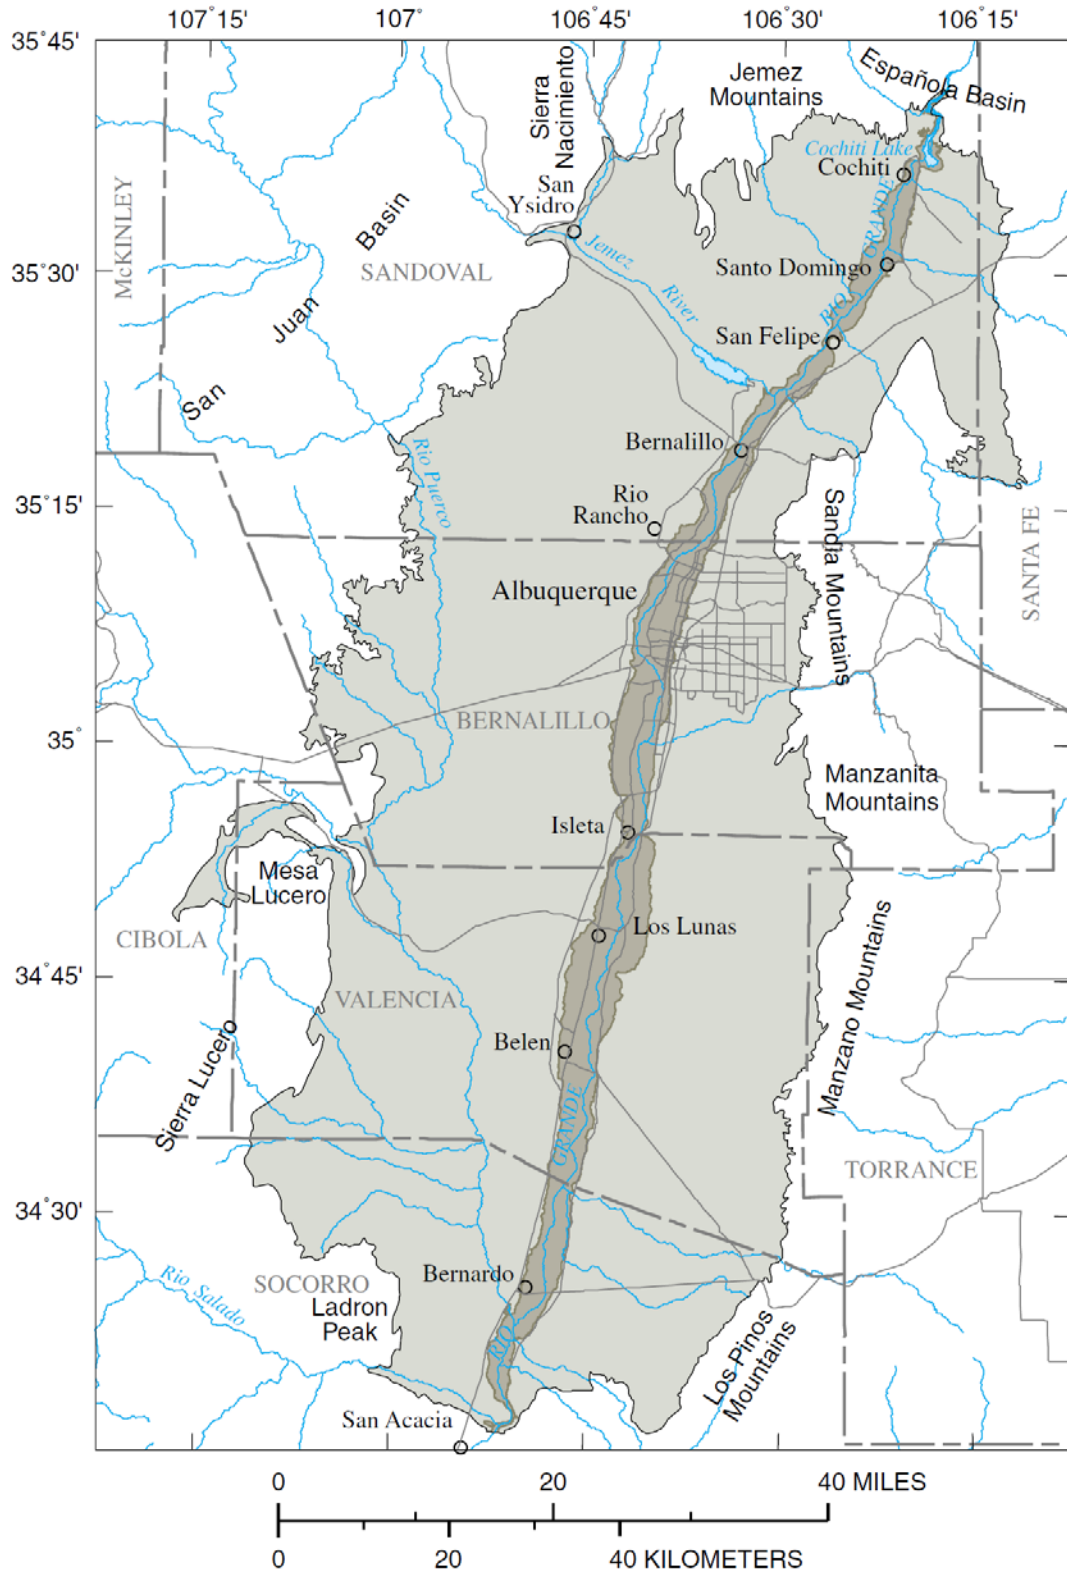 107˚15'
107˚
106˚45'
106˚30'
106˚15'
35˚45'
Sierra
Nacimiento
Jemez
Mountains
Española Basin
Cochiti Lake
Cochiti
McKINLEY
San
Ysidro
San Juan Basin
SANDOVAL
Jemez River
RIO GRANDE
Santo Domingo
35˚30'
San Felipe
Bernalillo
Rio Puerco
Rio
Rancho
35˚15'
Sandia Mountains
SANTA FE
Albuquerque
BERNALILLO
35˚
Manzanita
Mountains
Isleta
Mesa
Lucero
CIBOLA
Los Lunas
34˚45'
VALENCIA
Manzano Mountains
Sierra Lucero
Belen
RIO GRANDE
TORRANCE
34˚30'
Rio Salado
SOCORRO
Bernardo
Ladron
Peak
Los Pinos
Mountains
San Acacia
0
20
40 MILES
0
20
40 KILOMETERS